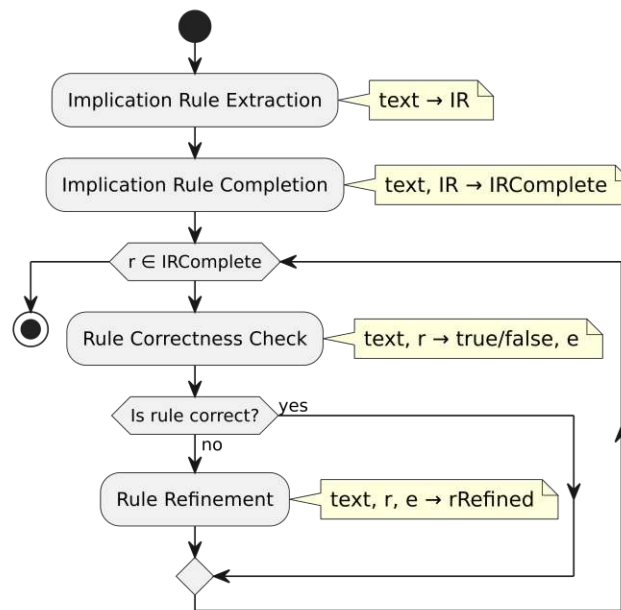 Implication Rule Extraction
text → IR
Implication Rule Completion
text, IR → IRComplete
r ∈ IRComplete
Rule Correctness Check
text, r → true/false, e
Is rule correct?
yes
no
Rule Refinement
text, r, e → rRefined